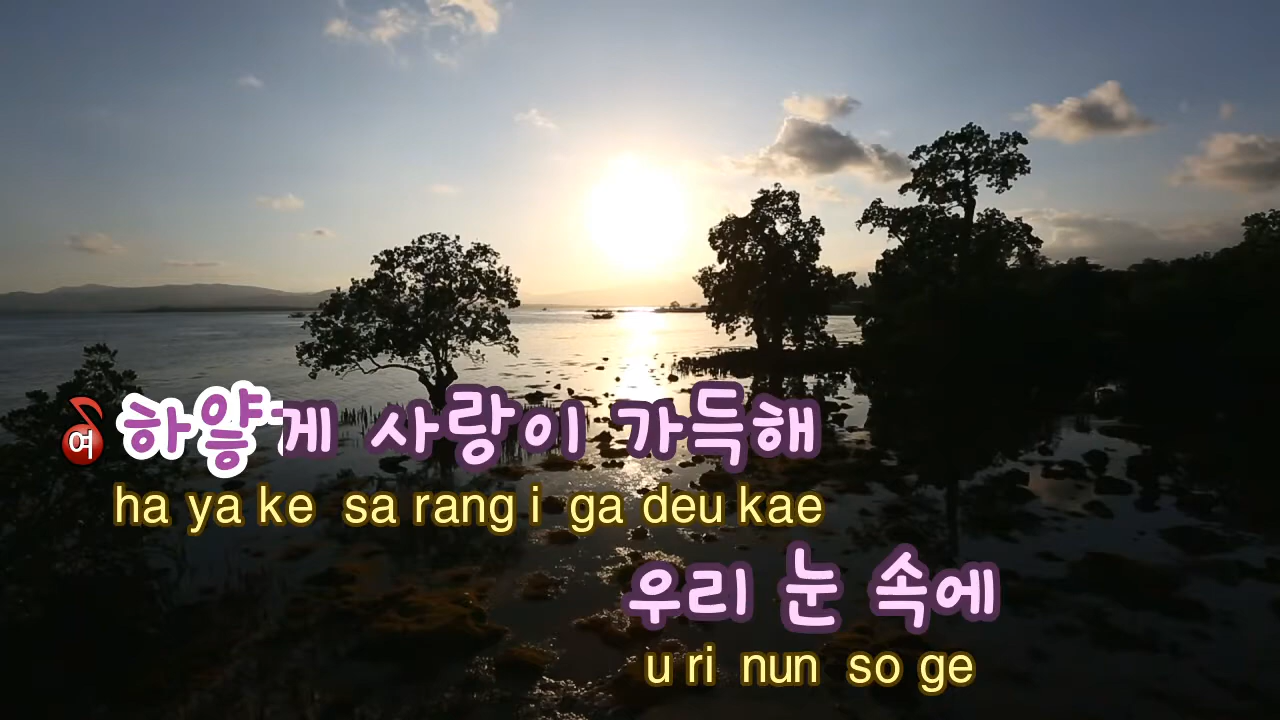 여 하얗게 사랑이 가득해
ha ya ke sa rang i ga deu kae
우리 눈 속에
u ri nun so ge